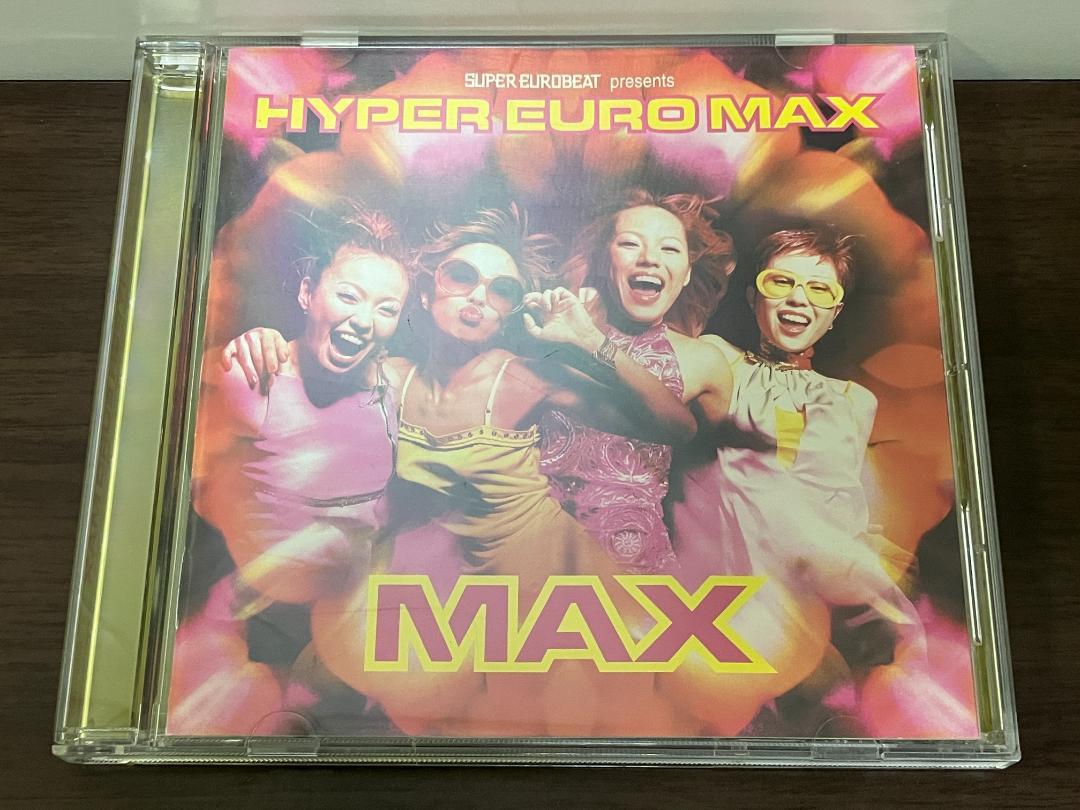 SUPER EUROBEAT presents
HYPER EURO MAX
MAX